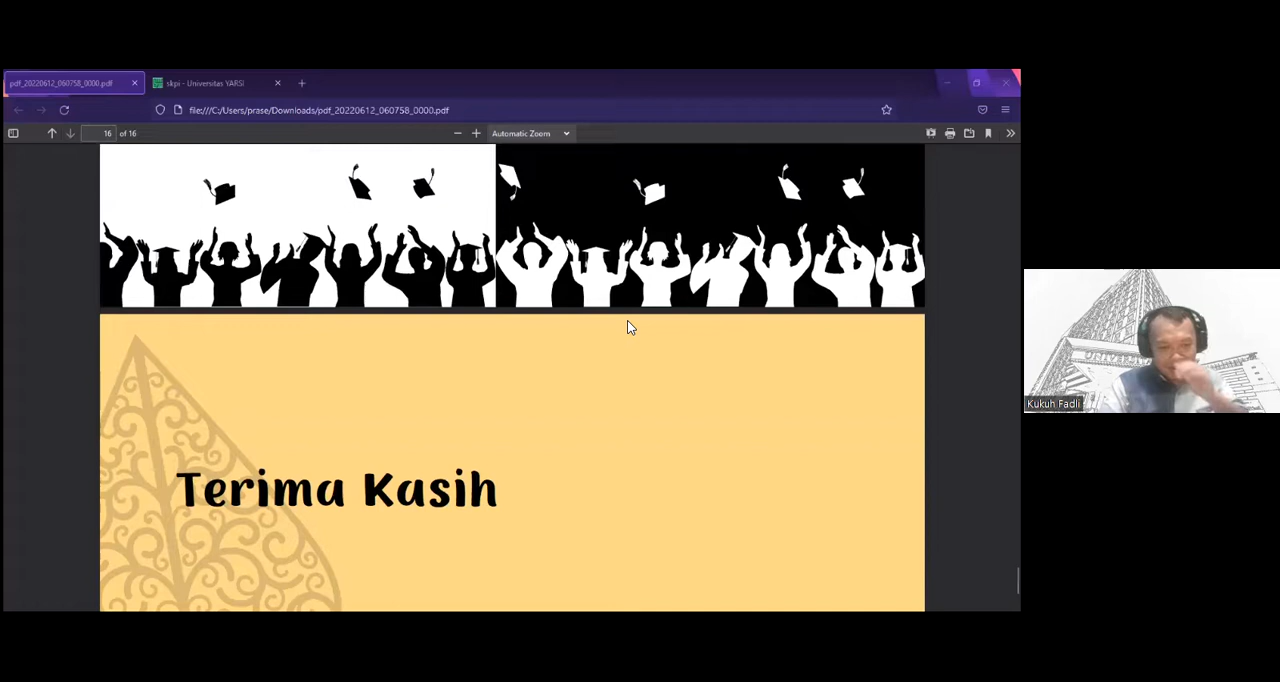 pdf_20220612_060758_0000.pdf
skpi - Universitas YARSI
file:///C:/Users/prase/Downloads/pdf_20220612_060758_0000.pdf
16 of 16
Automatic Zoom
Terima Kasih
Kukuh Fadli